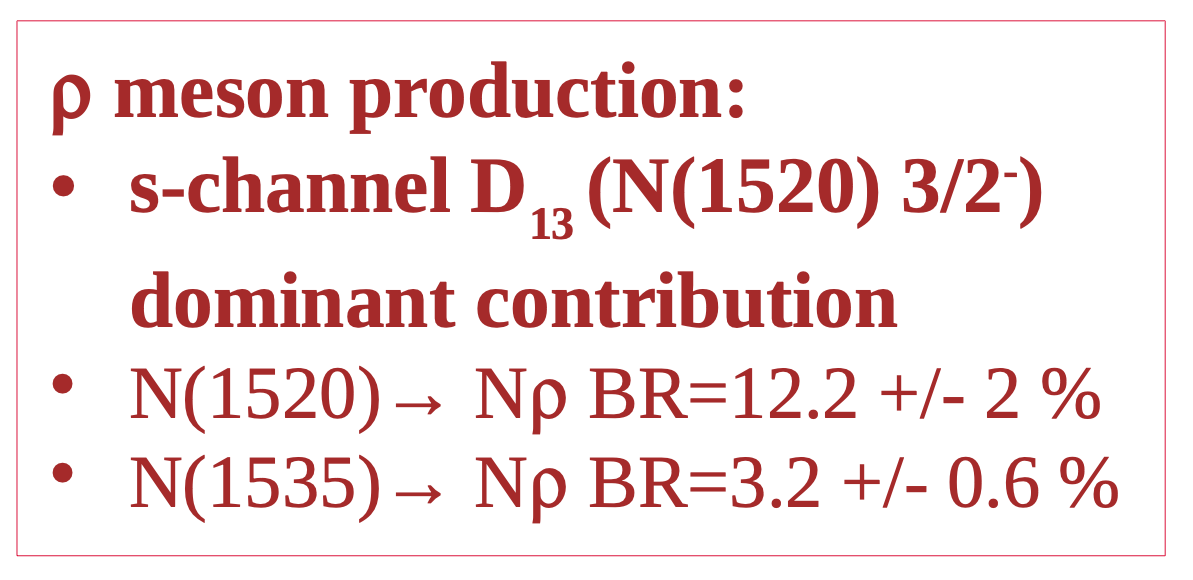 ρ meson production:
• s-channel D₁₃ (N(1520) 3/2⁻)
dominant contribution
• N(1520)→ Nρ BR=12.2 +/- 2 %
• N(1535)→ Nρ BR=3.2 +/- 0.6 %